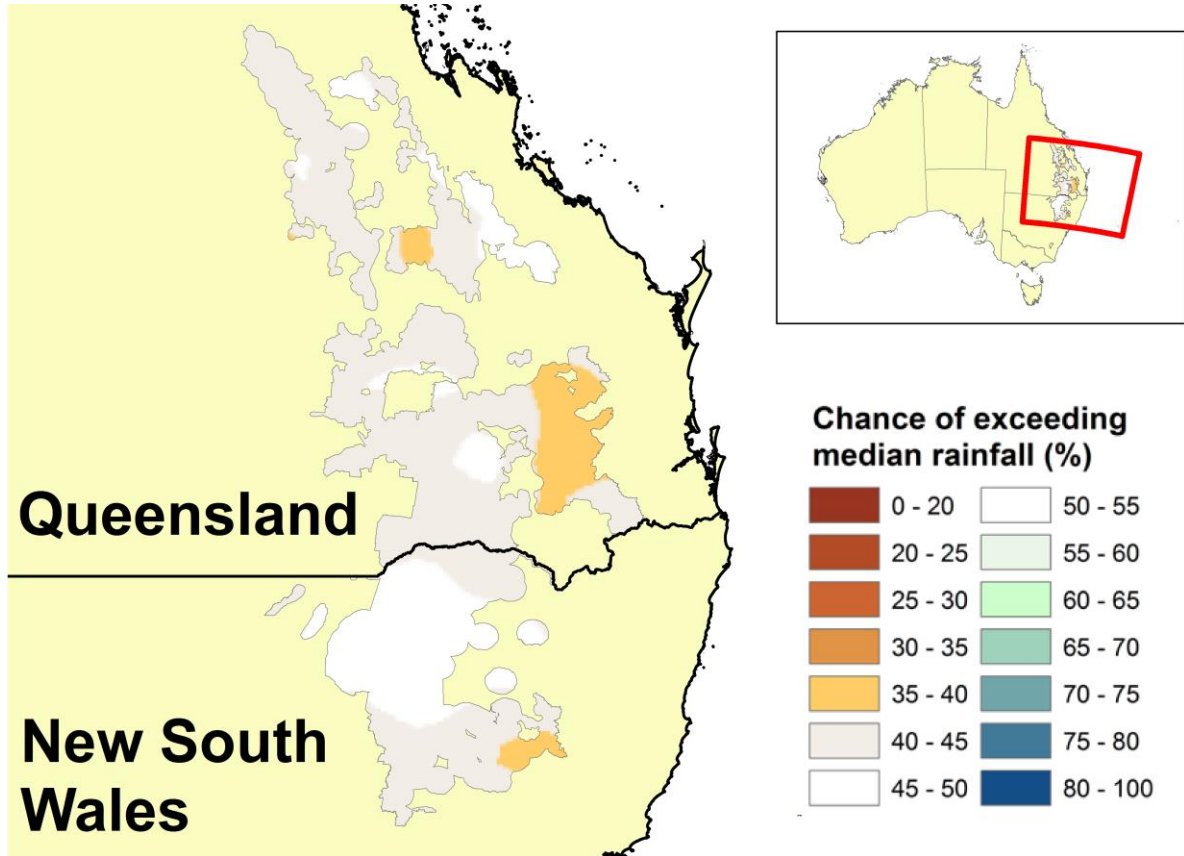 Queensland
New South
Wales
Chance of exceeding
median rainfall (%)
0 - 20
20 - 25
25 - 30
30 - 35
35 - 40
40 - 45
45 - 50
50 - 55
55 - 60
60 - 65
65 - 70
70 - 75
75 - 80
80 - 100